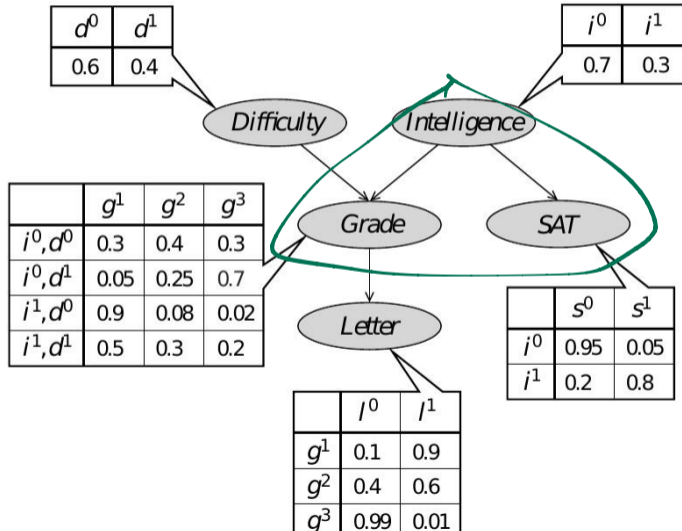 d⁰ d¹
0.6 0.4
i⁰ i¹
0.7 0.3
Difficulty
Intelligence
g¹ g² g³
i⁰,d⁰ 0.3 0.4 0.3
i⁰,d¹ 0.05 0.25 0.7
i¹,d⁰ 0.9 0.08 0.02
i¹,d¹ 0.5 0.3 0.2
Grade
SAT
s⁰ s¹
i⁰ 0.95 0.05
i¹ 0.2 0.8
Letter
l⁰ l¹
g¹ 0.1 0.9
g² 0.4 0.6
g³ 0.99 0.01